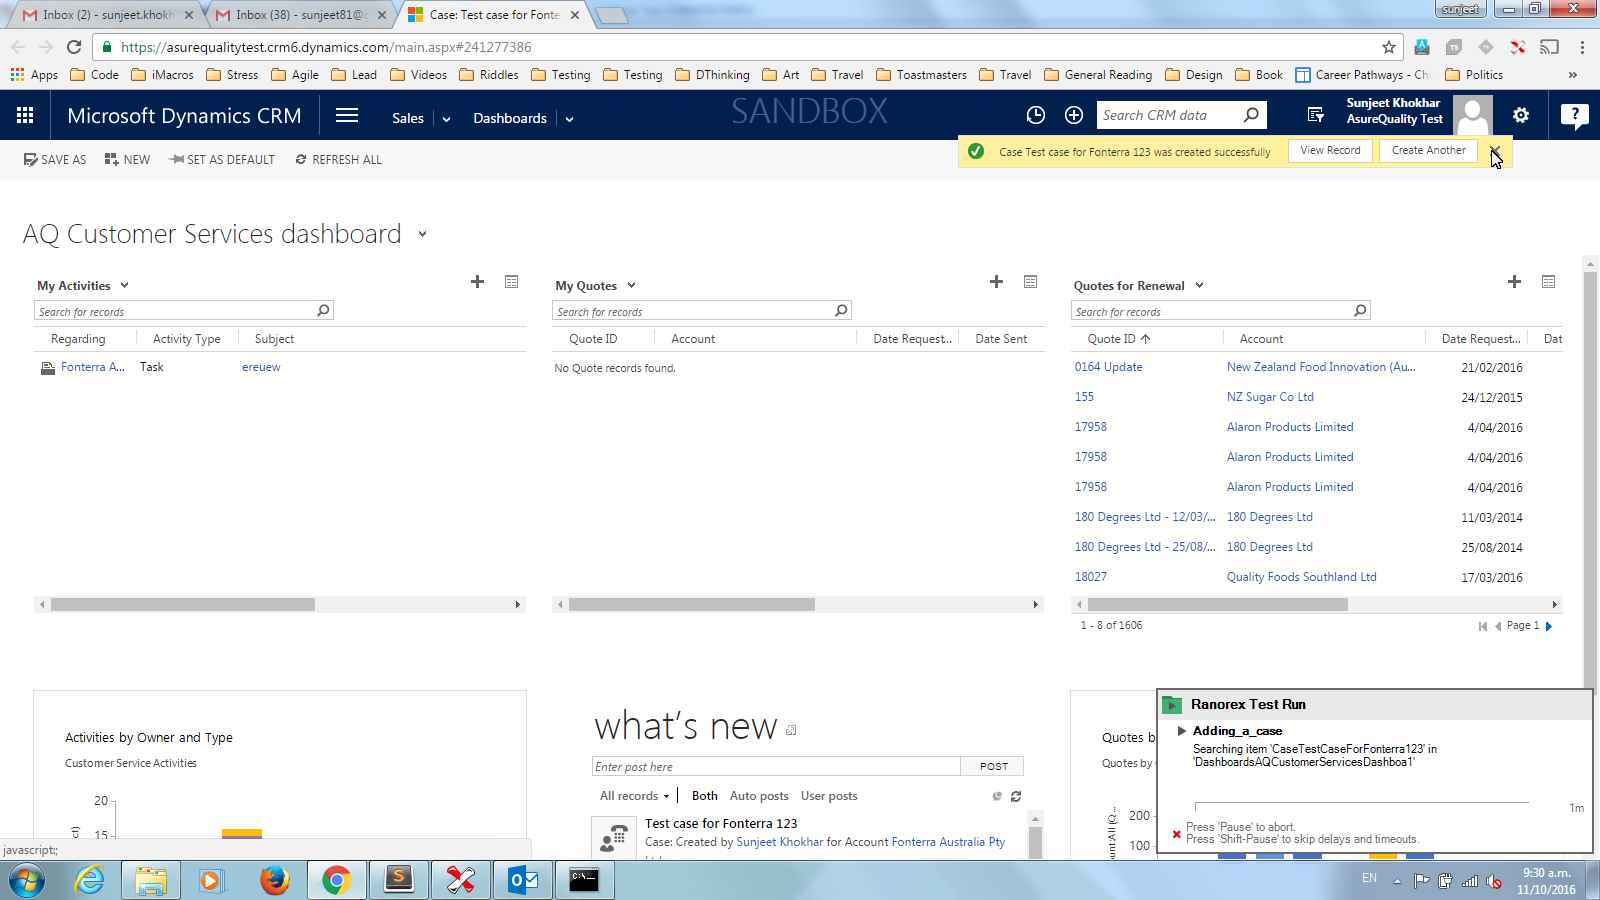 Inbox (2) - sunjeet.khokh
Inbox (38) - sunjeet81@
Case: Test case for Fonte
sunjeet
https://asurequalitytest.crm6.dynamics.com/main.aspx#241277386
Apps Code iMacros Stress Agile Lead Videos Riddles Testing Testing DThinking Art Travel Toastmasters Travel General Reading Design Book Career Pathways - Ch Politics »
Microsoft Dynamics CRM
Sales
Dashboards
SANDBOX
Search CRM data
Sunjeet Khokhar
AsureQuality Test
SAVE AS NEW SET AS DEFAULT REFRESH ALL
Case Test case for Fonterra 123 was created successfully
View Record
Create Another
AQ Customer Services dashboard
My Activities
Search for records
Regarding Activity Type Subject
Fonterra A... Task ereuew
My Quotes
Search for records
Quote ID Account Date Request... Date Sent
No Quote records found.
Quotes for Renewal
Search for records
Quote ID Account Date Request... Dat
0164 Update New Zealand Food Innovation (Au... 21/02/2016
155 NZ Sugar Co Ltd 24/12/2015
17958 Alaron Products Limited 4/04/2016
17958 Alaron Products Limited 4/04/2016
17958 Alaron Products Limited 4/04/2016
180 Degrees Ltd - 12/03/... 180 Degrees Ltd 11/03/2014
180 Degrees Ltd - 25/08/... 180 Degrees Ltd 25/08/2014
18027 Quality Foods Southland Ltd 17/03/2016
1 - 8 of 1606
Page 1
Activities by Owner and Type
Customer Service Activities
20
15
what's new
Enter post here
POST
All records Both Auto posts User posts
Test case for Fonterra 123
Case: Created by Sunjeet Khokhar for Account Fonterra Australia Pty
Quotes b
Quotes by
200
100
Ranorex Test Run
Adding_a_case
Searching item 'CaseTestCaseForFonterra123' in
'DashboardsAQCustomerServicesDashboa1'
1m
Press 'Pause' to abort.
Press 'Shift-Pause' to skip delays and timeouts.
javascript:;
EN
9:30 a.m.
11/10/2016